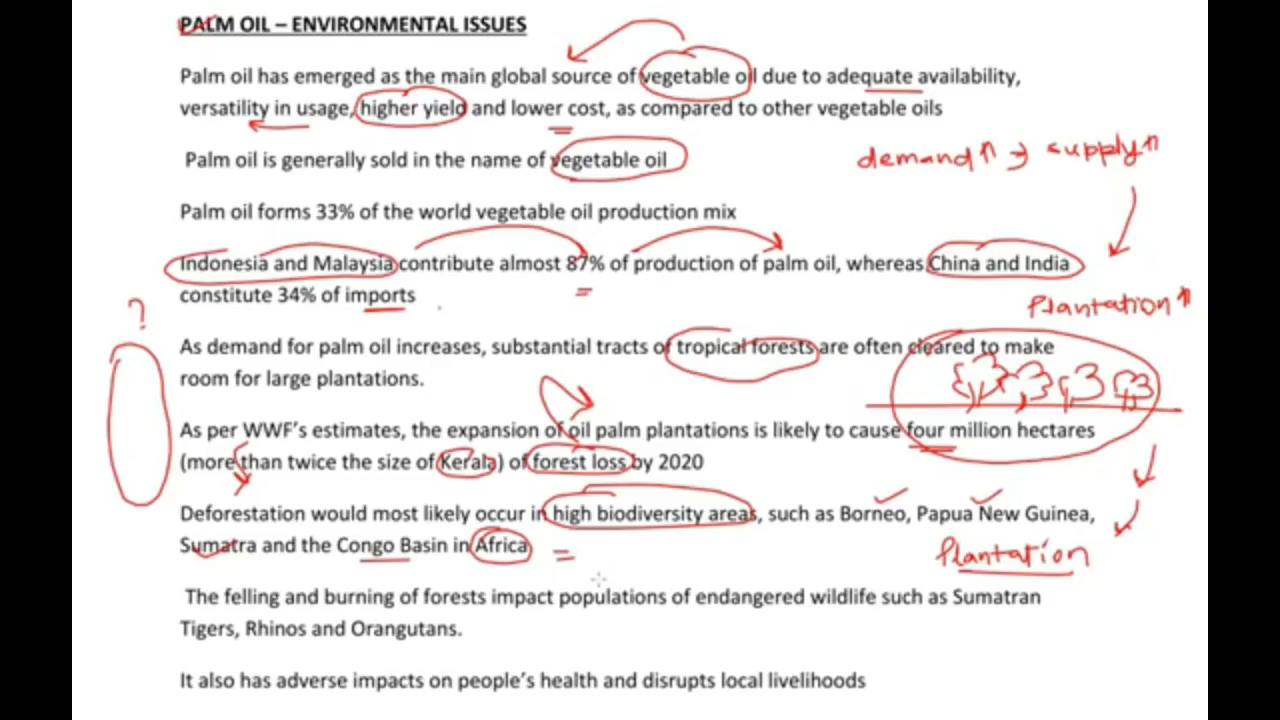 PALM OIL – ENVIRONMENTAL ISSUES
Palm oil has emerged as the main global source of vegetable oil due to adequate availability,
versatility in usage, higher yield and lower cost, as compared to other vegetable oils
Palm oil is generally sold in the name of vegetable oil
demand↑ → supply↑
Palm oil forms 33% of the world vegetable oil production mix
Indonesia and Malaysia contribute almost 87% of production of palm oil, whereas China and India
constitute 34% of imports
Plantation↑
?
As demand for palm oil increases, substantial tracts of tropical forests are often cleared to make
room for large plantations.
As per WWF's estimates, the expansion of oil palm plantations is likely to cause four million hectares
(more than twice the size of Kerala) of forest loss by 2020
Deforestation would most likely occur in high biodiversity areas, such as Borneo, Papua New Guinea,
Sumatra and the Congo Basin in Africa
Plantation
The felling and burning of forests impact populations of endangered wildlife such as Sumatran
Tigers, Rhinos and Orangutans.
It also has adverse impacts on people's health and disrupts local livelihoods